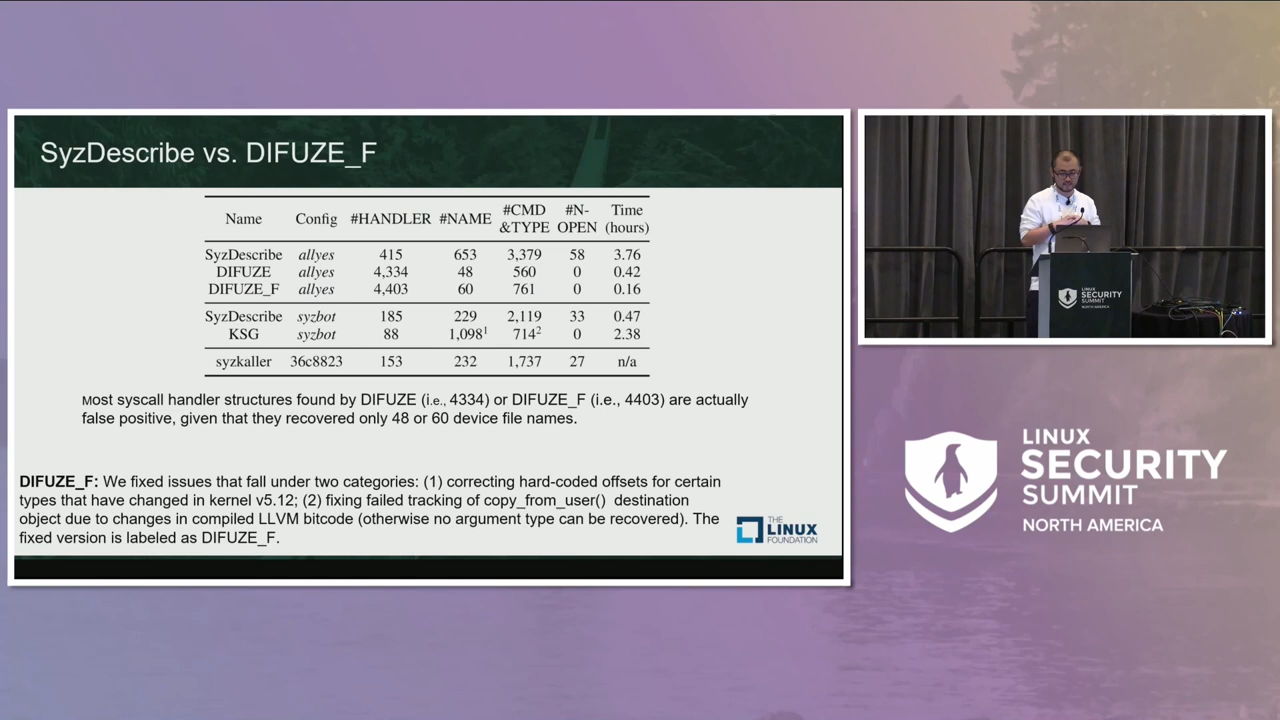 SyzDescribe vs. DIFUZE_F
Name Config #HANDLER #NAME #CMD &TYPE #N-OPEN Time (hours)
SyzDescribe allyes 415 653 3,379 58 3.76
DIFUZE allyes 4,334 48 560 0 0.42
DIFUZE_F allyes 4,403 60 761 0 0.16
SyzDescribe syzbot 185 229 2,119 33 0.47
KSG syzbot 88 1,098¹ 714² 0 2.38
syzkaller 36c8823 153 232 1,737 27 n/a
Most syscall handler structures found by DIFUZE (i.e., 4334) or DIFUZE_F (i.e., 4403) are actually
false positive, given that they recovered only 48 or 60 device file names.
DIFUZE_F: We fixed issues that fall under two categories: (1) correcting hard-coded offsets for certain
types that have changed in kernel v5.12; (2) fixing failed tracking of copy_from_user() destination
object due to changes in compiled LLVM bitcode (otherwise no argument type can be recovered). The
fixed version is labeled as DIFUZE_F.
THE
LINUX
FOUNDATION
LINUX
SECURITY
SUMMIT
NORTH AMERICA
LINUX
SECURITY
SUMMIT
NORTH AMERICA